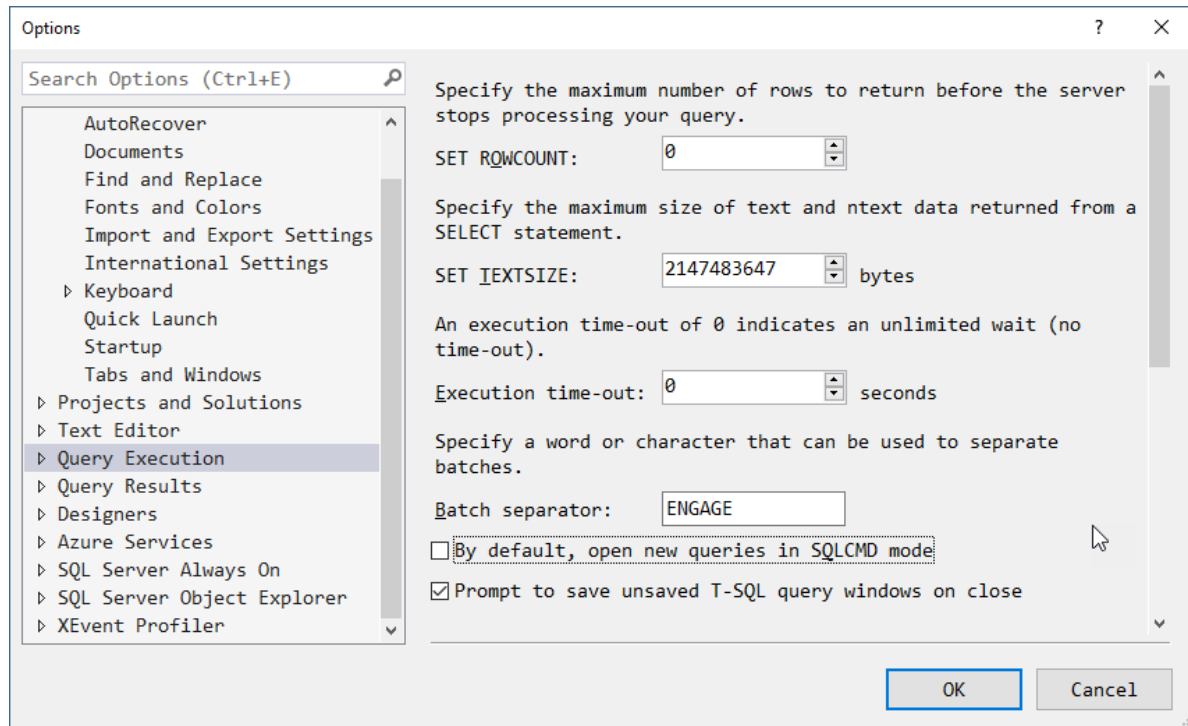 Options
?
Search Options (Ctrl+E)
AutoRecover
Documents
Find and Replace
Fonts and Colors
Import and Export Settings
International Settings
Keyboard
Quick Launch
Startup
Tabs and Windows
Projects and Solutions
Text Editor
Query Execution
Query Results
Designers
Azure Services
SQL Server Always On
SQL Server Object Explorer
XEvent Profiler
Specify the maximum number of rows to return before the server
stops processing your query.
SET ROWCOUNT: 0
Specify the maximum size of text and ntext data returned from a
SELECT statement.
SET TEXTSIZE: 2147483647 bytes
An execution time-out of 0 indicates an unlimited wait (no
time-out).
Execution time-out: 0 seconds
Specify a word or character that can be used to separate
batches.
Batch separator: ENGAGE
By default, open new queries in SQLCMD mode
Prompt to save unsaved T-SQL query windows on close
OK Cancel